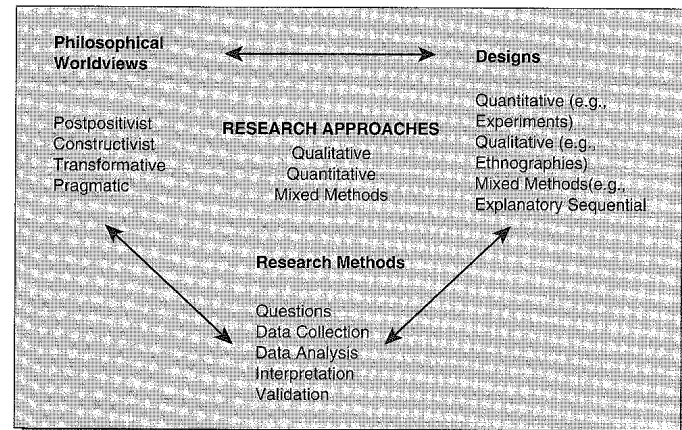 Philosophical
Worldviews
Designs
Postpositivist
Constructivist
Transformative
Pragmatic
RESEARCH APPROACHES
Qualitative
Quantitative
Mixed Methods
Quantitative (e.g.,
Experiments)
Qualitative (e.g.,
Ethnographies)
Mixed Methods(e.g.,
Explanatory Sequential
Research Methods
Questions
Data Collection
Data Analysis
Interpretation
Validation